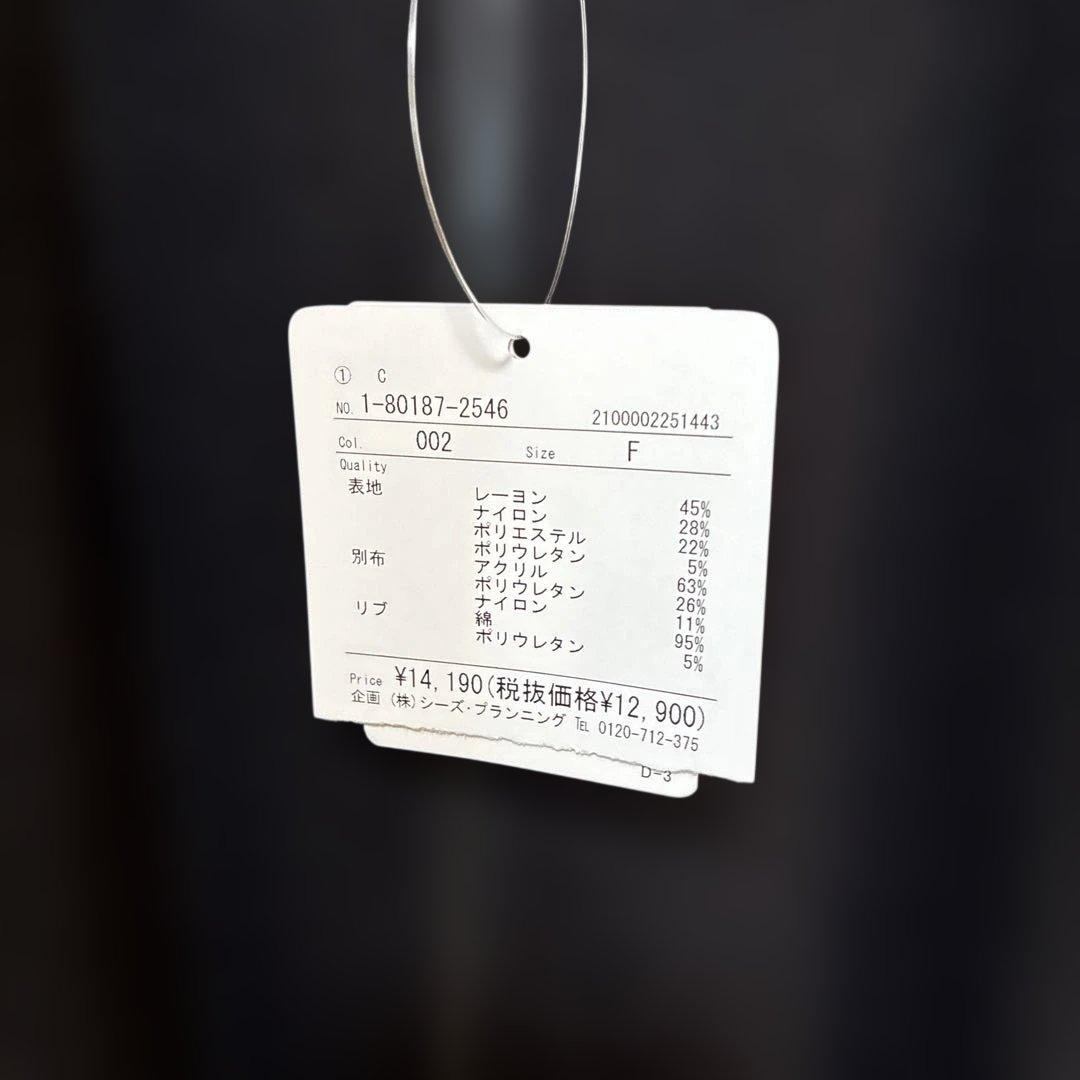 ① C
NO. 1-80187-2546 2100002251443
Col. 002 Size F
Quality
表地 レーヨン 45%
ナイロン 28%
ポリエステル 22%
ポリウレタン 5%
別布 アクリル 63%
ポリウレタン 26%
ナイロン 11%
リブ 綿 95%
ポリウレタン 5%
Price ¥14,190(税抜価格¥12,900)
企画 (株)シーズ・プランニング TEL 0120-712-375
D-3